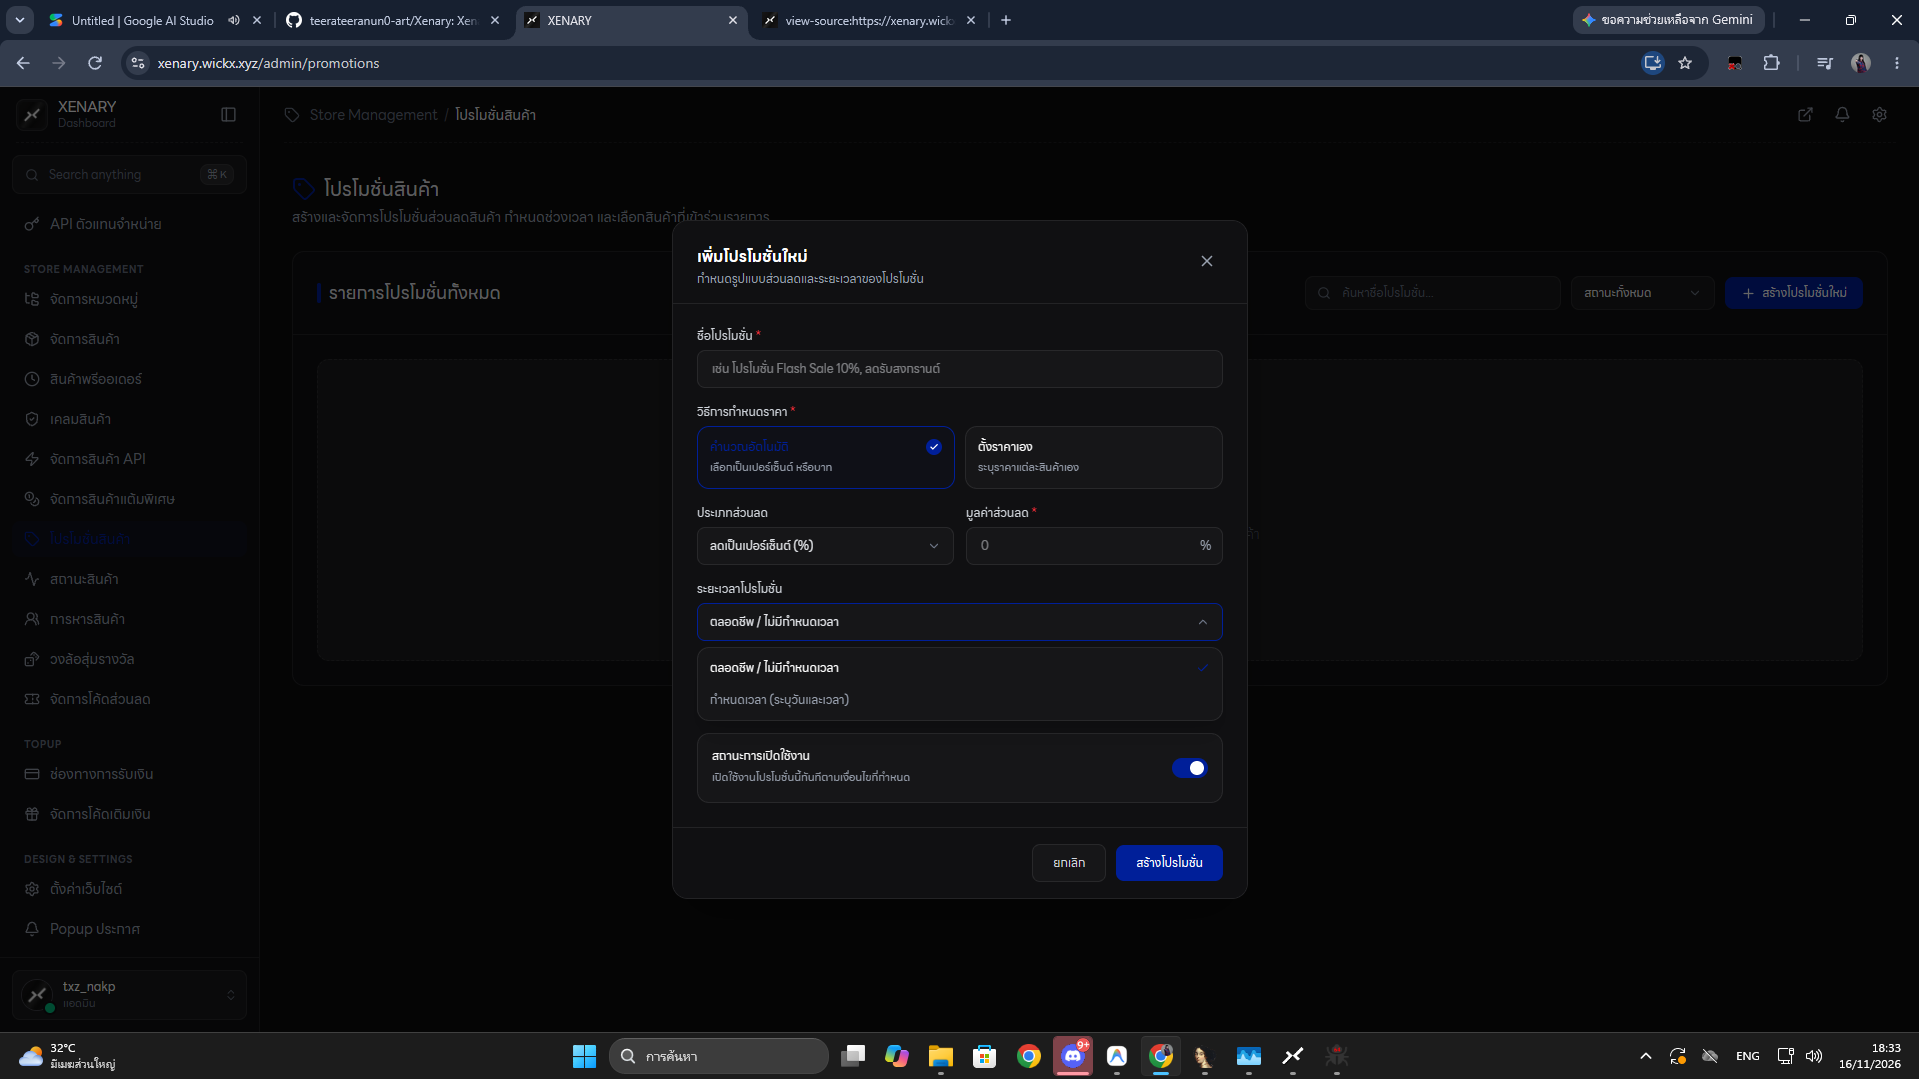 Untitled | Google AI Studio
teerateeranun0-art/Xenary: Xen
XENARY
view-source:https://xenary.wick
ขอความช่วยเหลือจาก Gemini
xenary.wickx.xyz/admin/promotions
XENARY
Dashboard
Search anything
⌘ K
API ตัวแทนจำหน่าย
STORE MANAGEMENT
จัดการหมวดหมู่
จัดการสินค้า
สินค้าพรีออเดอร์
เคลมสินค้า
จัดการสินค้า API
จัดการสินค้าแต้มพิเศษ
โปรโมชั่นสินค้า
สถานะสินค้า
การหารสินค้า
วงล้อสุ่มรางวัล
จัดการโค้ดส่วนลด
TOPUP
ช่องทางการรับเงิน
จัดการโค้ดเติมเงิน
DESIGN & SETTINGS
ตั้งค่าเว็บไซต์
Popup ประกาศ
txz_nakp
แอดมิน
Store Management / โปรโมชั่นสินค้า
โปรโมชั่นสินค้า
สร้างและจัดการโปรโมชั่นส่วนลดสินค้า กำหนดช่วงเวลา และเลือกสินค้าที่เข้าร่วมรายการ
รายการโปรโมชั่นทั้งหมด
ค้นหาชื่อโปรโมชั่น...
สถานะทั้งหมด
+ สร้างโปรโมชั่นใหม่
เพิ่มโปรโมชั่นใหม่
กำหนดรูปแบบส่วนลดและระยะเวลาของโปรโมชั่น
ชื่อโปรโมชั่น *
เช่น โปรโมชั่น Flash Sale 10%, ลดรับสงกรานต์
วิธีการกำหนดราคา *
คำนวณอัตโนมัติ
เลือกเป็นเปอร์เซ็นต์ หรือบาท
ตั้งราคาเอง
ระบุราคาแต่ละสินค้าเอง
ประเภทส่วนลด
มูลค่าส่วนลด *
ลดเป็นเปอร์เซ็นต์ (%)
0
%
ระยะเวลาโปรโมชั่น
ตลอดชีพ / ไม่มีกำหนดเวลา
ตลอดชีพ / ไม่มีกำหนดเวลา
กำหนดเวลา (ระบุวันและเวลา)
สถานะการเปิดใช้งาน
เปิดใช้งานโปรโมชั่นนี้ทันทีตามเงื่อนไขที่กำหนด
ยกเลิก
สร้างโปรโมชั่น
32°C
มีเมฆส่วนใหญ่
การค้นหา
9+
ENG
18:33
16/11/2026